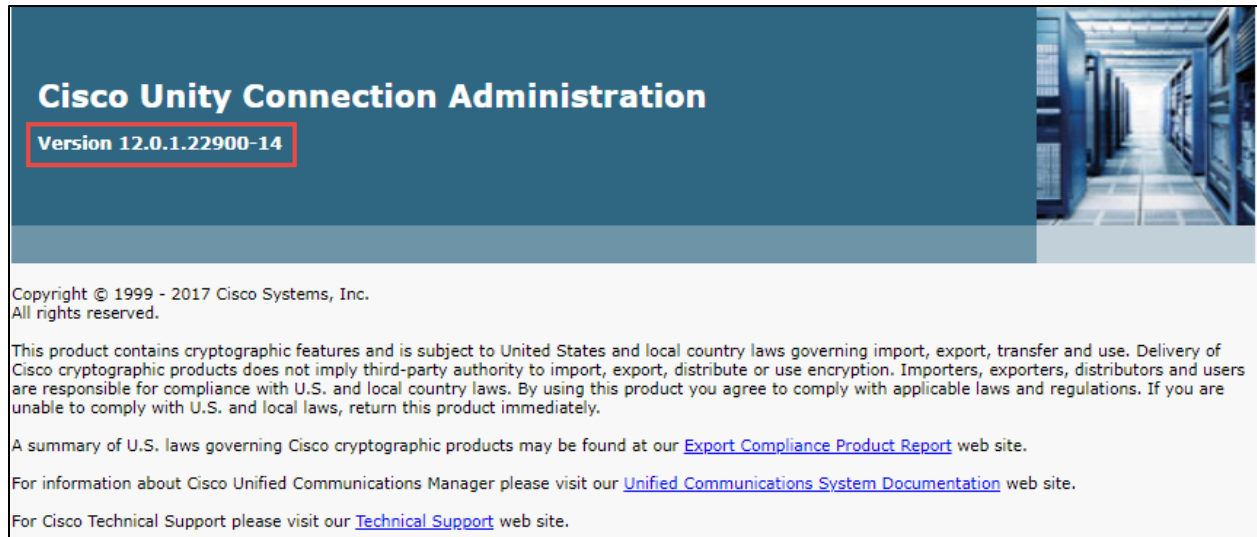 Cisco Unity Connection Administration
Version 12.0.1.22900-14
Copyright © 1999 - 2017 Cisco Systems, Inc.
All rights reserved.
This product contains cryptographic features and is subject to United States and local country laws governing import, export, transfer and use. Delivery of
Cisco cryptographic products does not imply third-party authority to import, export, distribute or use encryption. Importers, exporters, distributors and users
are responsible for compliance with U.S. and local country laws. By using this product you agree to comply with applicable laws and regulations. If you are
unable to comply with U.S. and local laws, return this product immediately.
A summary of U.S. laws governing Cisco cryptographic products may be found at our Export Compliance Product Report web site.
For information about Cisco Unified Communications Manager please visit our Unified Communications System Documentation web site.
For Cisco Technical Support please visit our Technical Support web site.